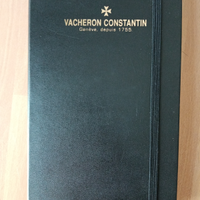 VACHERON CONSTANTIN
Genève, depuis 1755